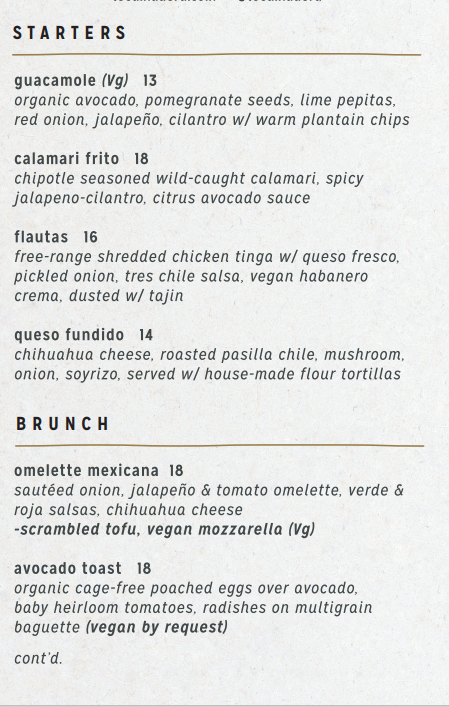 STARTERS
guacamole (Vg) 13
organic avocado, pomegranate seeds, lime pepitas,
red onion, jalapeño, cilantro w/ warm plantain chips
calamari frito 18
chipotle seasoned wild-caught calamari, spicy
jalapeno-cilantro, citrus avocado sauce
flautas 16
free-range shredded chicken tinga w/ queso fresco,
pickled onion, tres chile salsa, vegan habanero
crema, dusted w/ tajin
queso fundido 14
chihuahua cheese, roasted pasilla chile, mushroom,
onion, soyrizo, served w/ house-made flour tortillas
BRUNCH
omelette mexicana 18
sautéed onion, jalapeño & tomato omelette, verde &
roja salsas, chihuahua cheese
-scrambled tofu, vegan mozzarella (Vg)
avocado toast 18
organic cage-free poached eggs over avocado,
baby heirloom tomatoes, radishes on multigrain
baguette (vegan by request)
cont'd.